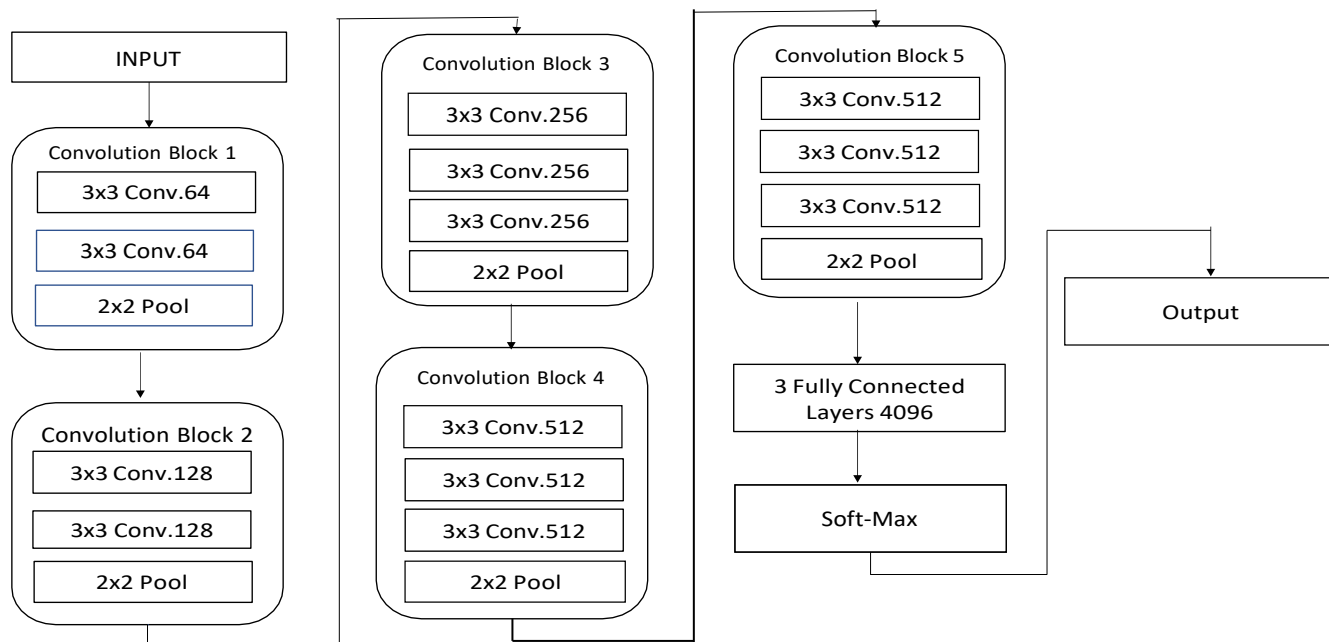 INPUT
Convolution Block 1
3x3 Conv.64
3x3 Conv.64
2x2 Pool
Convolution Block 2
3x3 Conv.128
3x3 Conv.128
2x2 Pool
Convolution Block 3
3x3 Conv.256
3x3 Conv.256
3x3 Conv.256
2x2 Pool
Convolution Block 4
3x3 Conv.512
3x3 Conv.512
3x3 Conv.512
2x2 Pool
Convolution Block 5
3x3 Conv.512
3x3 Conv.512
3x3 Conv.512
2x2 Pool
3 Fully Connected
Layers 4096
Soft-Max
Output